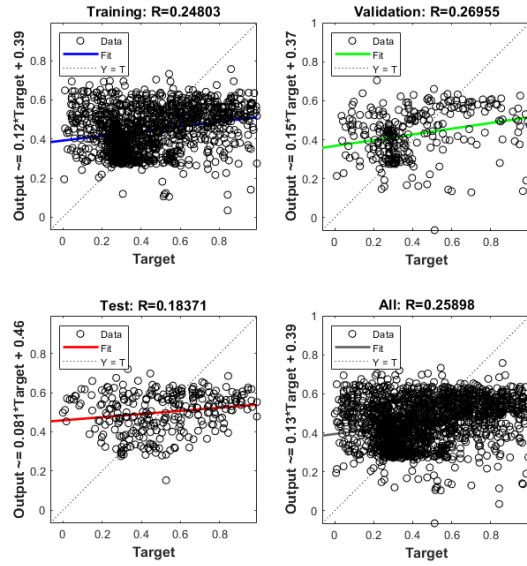 Training: R=0.24803
Output ~= 0.12*Target + 0.39
Data
Fit
Y = T
1
0.8
0.6
0.4
0.2
0
0 0.2 0.4 0.6 0.8
Target
Validation: R=0.26955
Output ~= 0.15*Target + 0.37
Data
Fit
Y = T
1
0.8
0.6
0.4
0.2
0
0 0.2 0.4 0.6 0.8
Target
Test: R=0.18371
Output ~= 0.081*Target + 0.46
Data
Fit
Y = T
1
0.8
0.6
0.4
0.2
0
0 0.2 0.4 0.6 0.8
Target
All: R=0.25898
Output ~= 0.13*Target + 0.39
Data
Fit
Y = T
1
0.8
0.6
0.4
0.2
0
0 0.2 0.4 0.6 0.8
Target